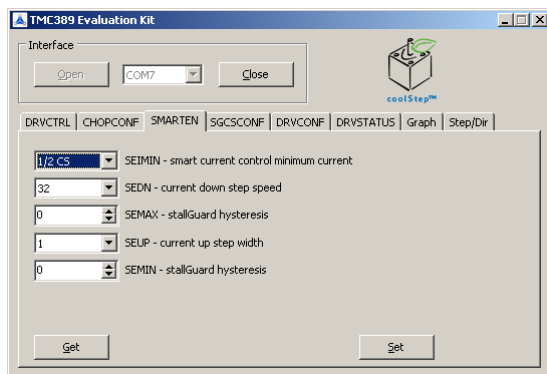 TMC389 Evaluation Kit
Interface
Open
COM7
Close
coolStep™
DRVCTRL CHOPCONF SMARTEN SGCSCONF DRVCONF DRVSTATUS Graph Step/Dir
1/2 CS SEIMIN - smart current control minimum current
32 SEDN - current down step speed
0 SEMAX - stallGuard hysteresis
1 SEUP - current up step width
0 SEMIN - stallGuard hysteresis
Get Set